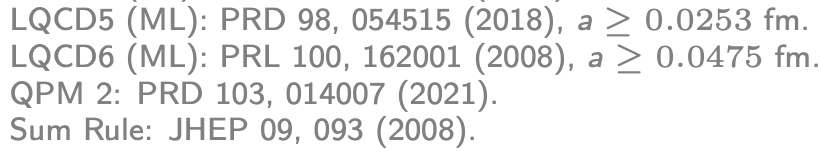 LQCD5 (ML): PRD 98, 054515 (2018), a ≥ 0.0253 fm.
LQCD6 (ML): PRL 100, 162001 (2008), a ≥ 0.0475 fm.
QPM 2: PRD 103, 014007 (2021).
Sum Rule: JHEP 09, 093 (2008).